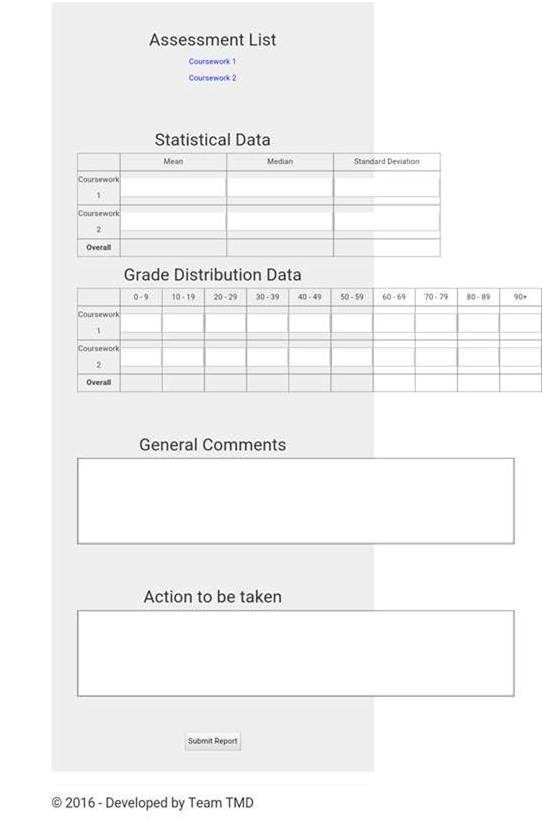 Assessment List
Coursework 1
Coursework 2
Statistical Data
Mean Median Standard Deviation
Coursework
1
Coursework
2
Overall
Grade Distribution Data
0 - 9 10 - 19 20 - 29 30 - 39 40 - 49 50 - 59 60 - 69 70 - 79 80 - 89 90+
Coursework
1
Coursework
2
Overall
General Comments
Action to be taken
Submit Report
© 2016 - Developed by Team TMD